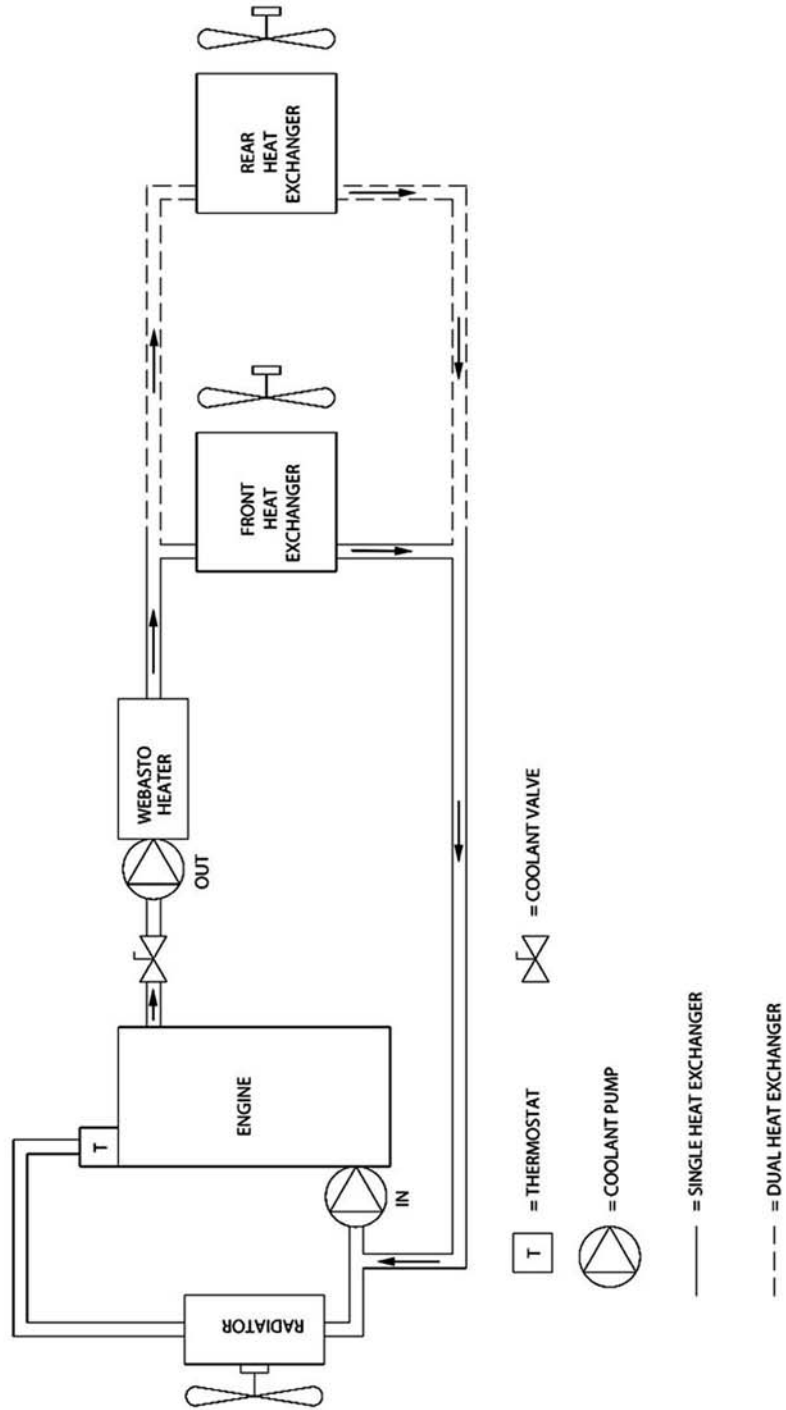 REAR
HEAT
EXCHANGER
FRONT
HEAT
EXCHANGER
WEBASTO
HEATER
OUT
ENGINE
T
IN
RADIATOR
T = THERMOSTAT
= COOLANT VALVE
= COOLANT PUMP
= SINGLE HEAT EXCHANGER
= DUAL HEAT EXCHANGER